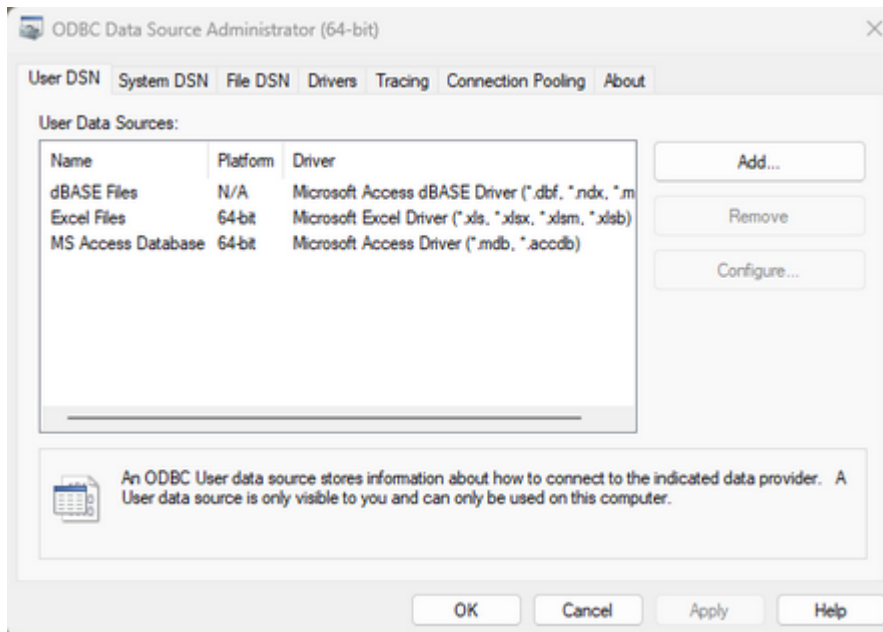 ODBC Data Source Administrator (64-bit)
User DSN System DSN File DSN Drivers Tracing Connection Pooling About
User Data Sources:
Name Platform Driver
dBASE Files N/A Microsoft Access dBASE Driver (*.dbf, *.ndx, *.m
Excel Files 64-bit Microsoft Excel Driver (*.xls, *.xlsx, *.xlsm, *.xlsb)
MS Access Database 64-bit Microsoft Access Driver (*.mdb, *.accdb)
Add...
Remove
Configure...
An ODBC User data source stores information about how to connect to the indicated data provider. A
User data source is only visible to you and can only be used on this computer.
OK Cancel Apply Help